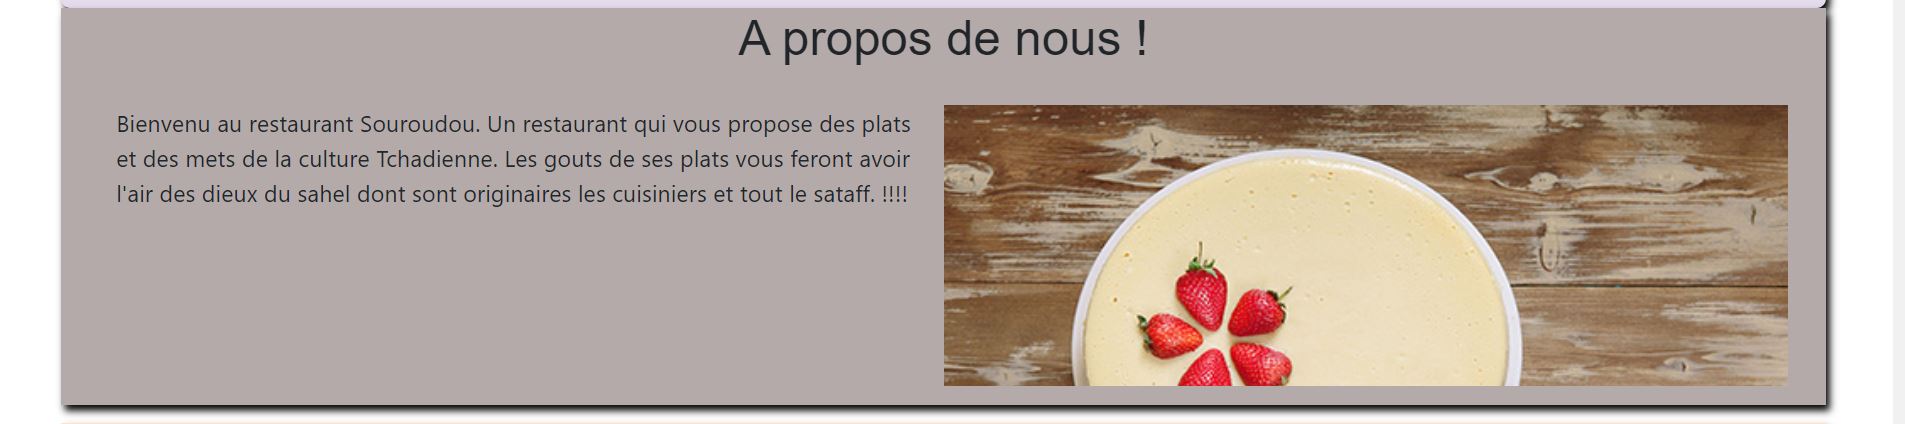 A propos de nous !
Bienvenu au restaurant Souroudou. Un restaurant qui vous propose des plats
et des mets de la culture Tchadienne. Les gouts de ses plats vous feront avoir
l'air des dieux du sahel dont sont originaires les cuisiniers et tout le sataff. !!!!